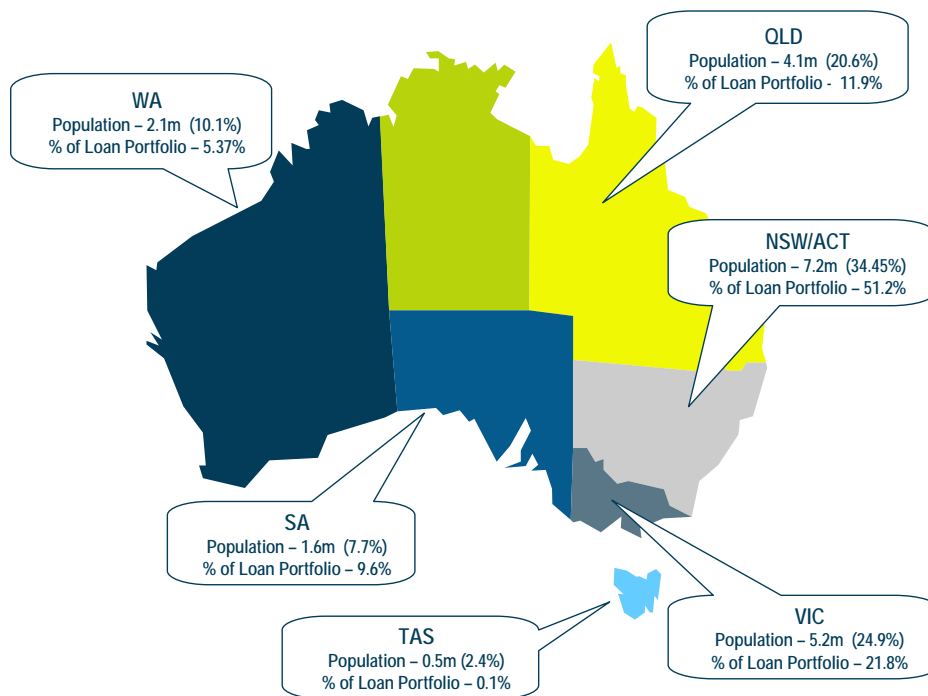 QLD
Population – 4.1m (20.6%)
% of Loan Portfolio - 11.9%
WA
Population – 2.1m (10.1%)
% of Loan Portfolio – 5.37%
NSW/ACT
Population – 7.2m (34.45%)
% of Loan Portfolio – 51.2%
SA
Population – 1.6m (7.7%)
% of Loan Portfolio – 9.6%
VIC
Population – 5.2m (24.9%)
% of Loan Portfolio – 21.8%
TAS
Population – 0.5m (2.4%)
% of Loan Portfolio – 0.1%